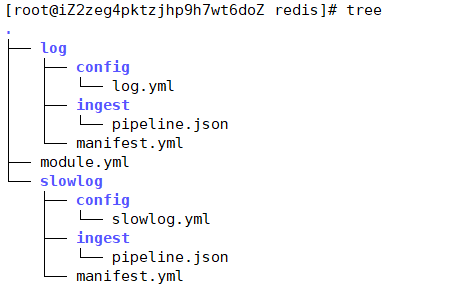 [root@iZ2zeg4pktzjhp9h7wt6doZ redis]# tree
.
├── log
│   ├── config
│   │   └── log.yml
│   ├── ingest
│   │   └── pipeline.json
│   └── manifest.yml
├── module.yml
└── slowlog
    ├── config
    │   └── slowlog.yml
    ├── ingest
    │   └── pipeline.json
    └── manifest.yml